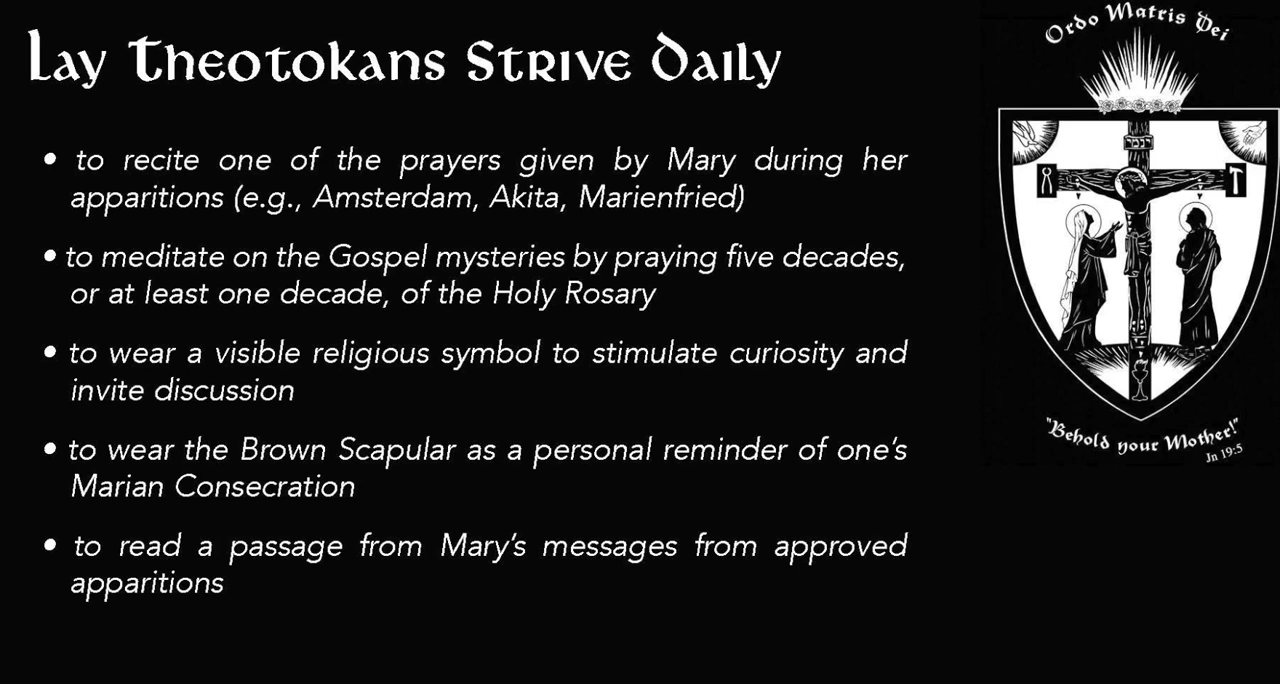 Lay Theotokans Strive Daily
• to recite one of the prayers given by Mary during her
apparitions (e.g., Amsterdam, Akita, Marienfried)
• to meditate on the Gospel mysteries by praying five decades,
or at least one decade, of the Holy Rosary
• to wear a visible religious symbol to stimulate curiosity and
invite discussion
• to wear the Brown Scapular as a personal reminder of one's
Marian Consecration
• to read a passage from Mary's messages from approved
apparitions
Ordo Matris Dei
"Behold your Mother!"
Jn 19:5